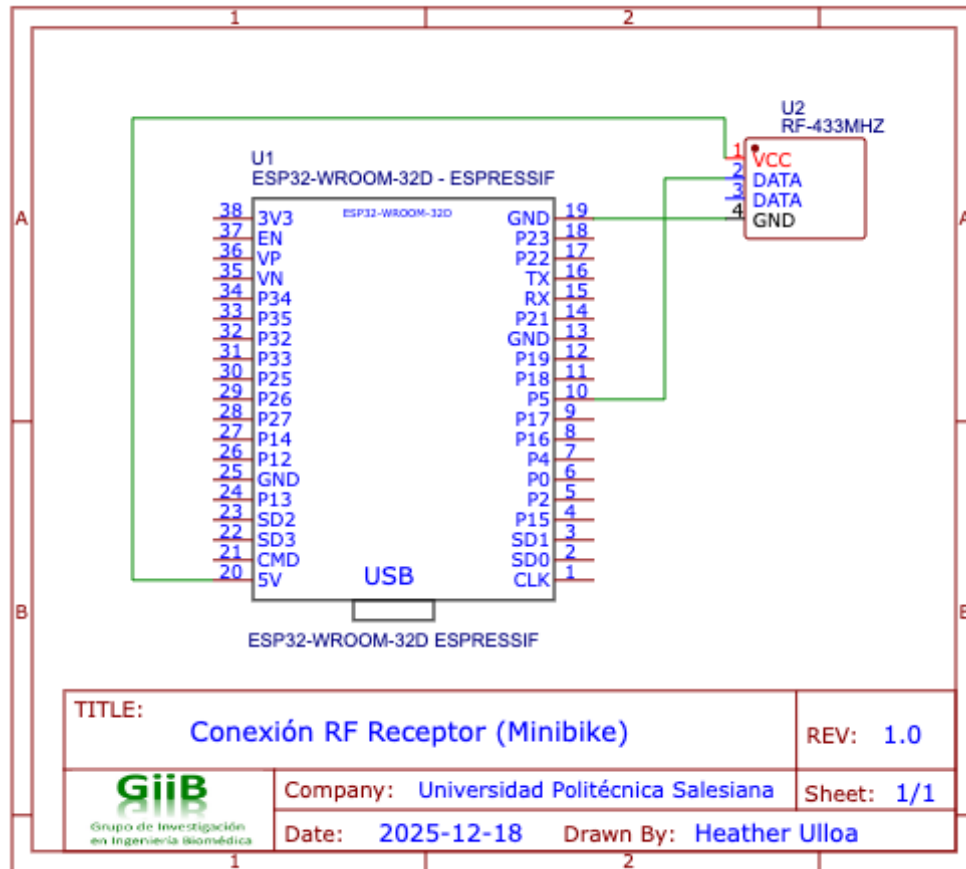 1 2
U2
RF-433MHZ
1 VCC
2 DATA
3 DATA
4 GND
U1
ESP32-WROOM-32D - ESPRESSIF
ESP32-WROOM-32D
A A
38 3V3 GND 19
37 EN P23 18
36 VP P22 17
35 VN TX 16
34 P34 RX 15
33 P35 P21 14
32 P32 GND 13
31 P33 P19 12
30 P25 P18 11
29 P26 P5 10
28 P27 P17 9
27 P14 P16 8
26 P12 P4 7
25 GND P0 6
24 P13 P2 5
23 SD2 P15 4
22 SD3 SD1 3
21 CMD SD0 2
20 5V CLK 1
USB
B B
ESP32-WROOM-32D ESPRESSIF
TITLE:
Conexión RF Receptor (Minibike)
REV: 1.0
GiiB
Grupo de Investigación
en Ingeniería Biomédica
Company: Universidad Politécnica Salesiana
Sheet: 1/1
Date: 2025-12-18 Drawn By: Heather Ulloa
1 2